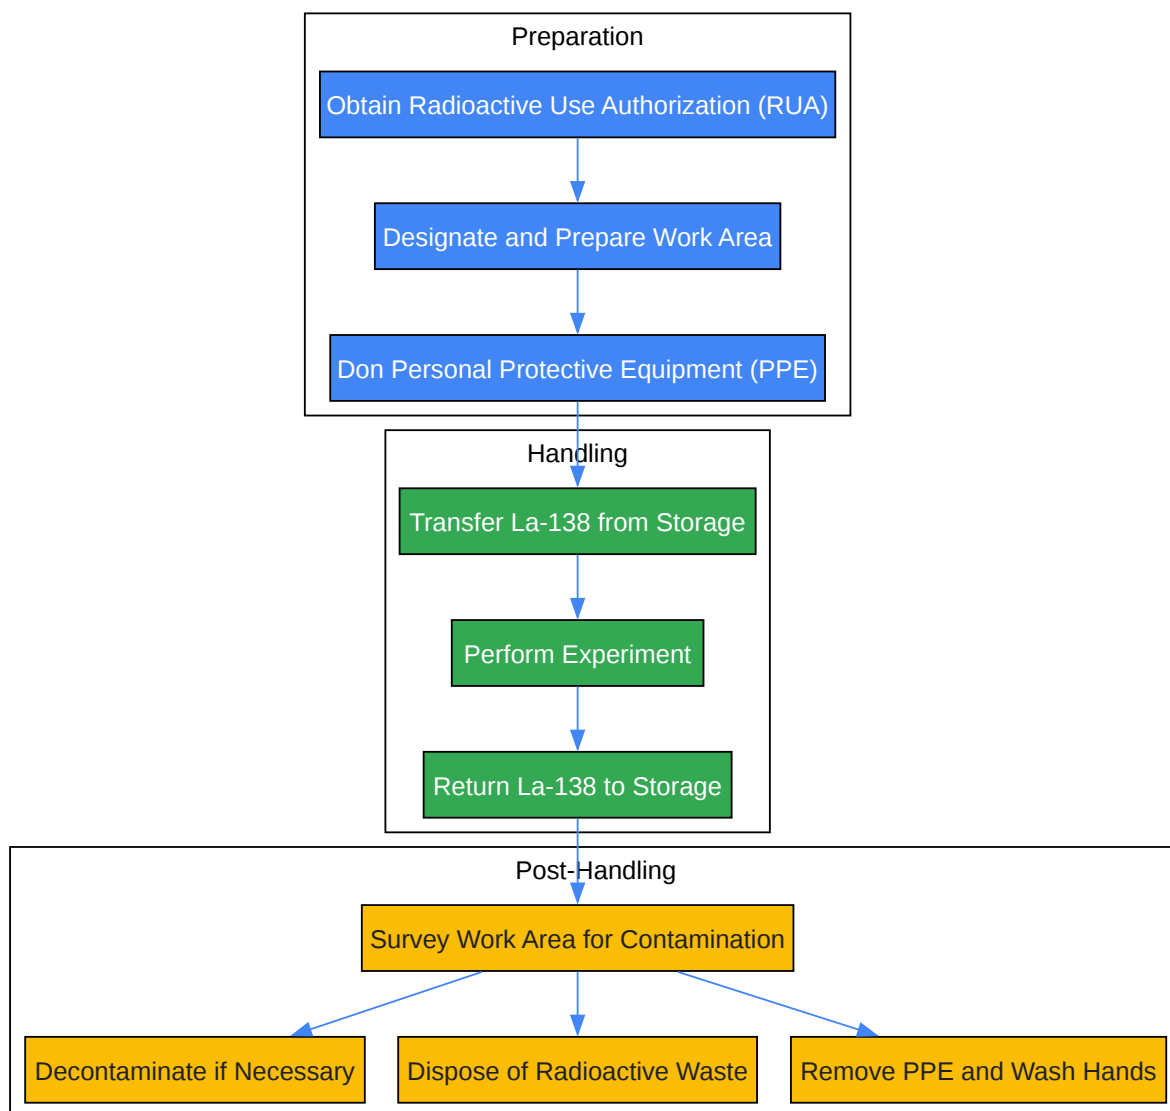 Preparation
Obtain Radioactive Use Authorization (RUA)
Designate and Prepare Work Area
Don Personal Protective Equipment (PPE)
Handling
Transfer La-138 from Storage
Perform Experiment
Return La-138 to Storage
Post-Handling
Survey Work Area for Contamination
Decontaminate if Necessary
Dispose of Radioactive Waste
Remove PPE and Wash Hands